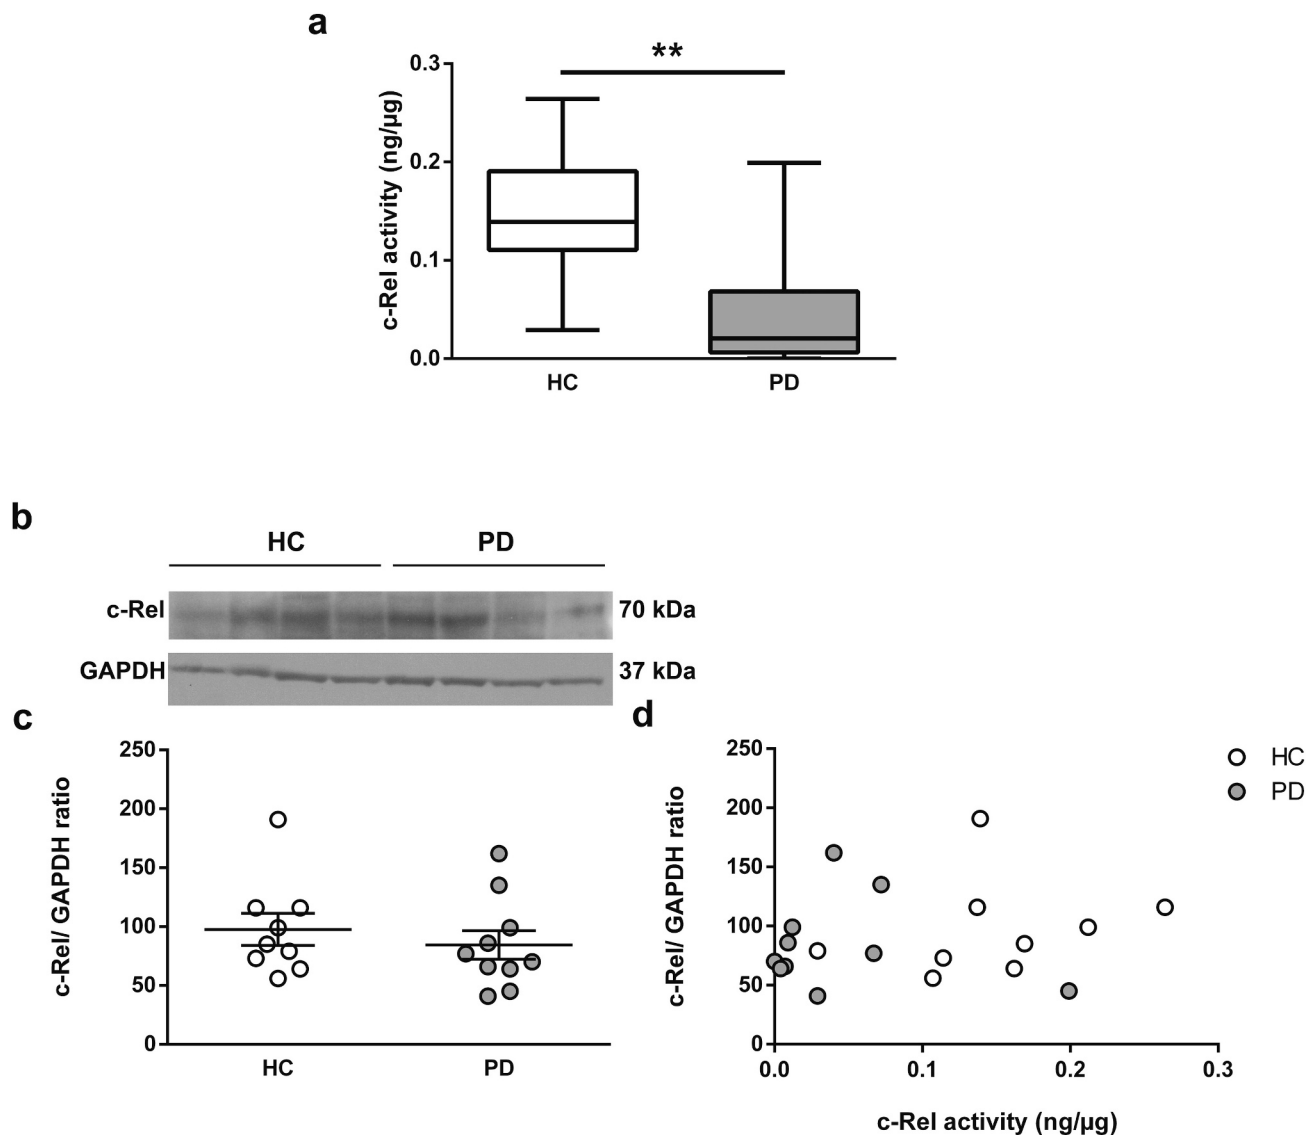 a
**
c-Rel activity (ng/µg)
0.3
0.2
0.1
0.0
HC
PD
b
HC
PD
c-Rel
70 kDa
GAPDH
37 kDa
c
c-Rel/ GAPDH ratio
250
200
150
100
50
0
HC
PD
d
c-Rel/ GAPDH ratio
250
200
150
100
50
0
0.0
0.1
0.2
0.3
c-Rel activity (ng/µg)
HC
PD